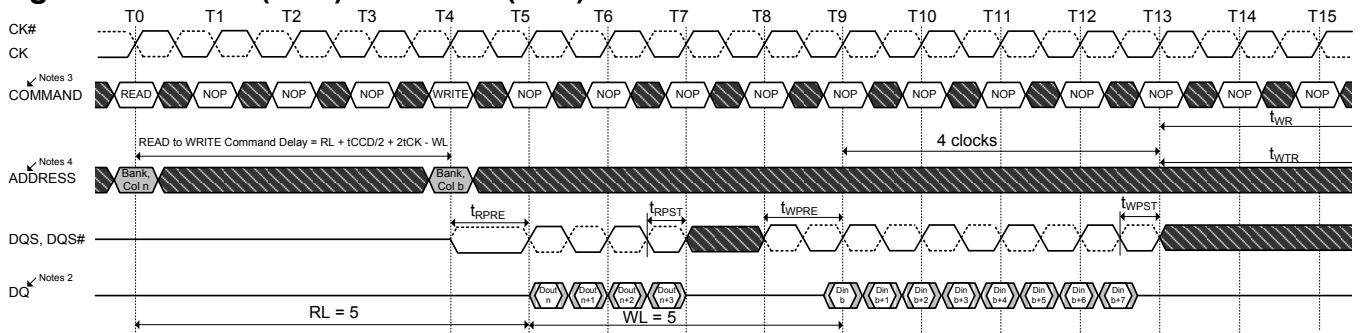 T0 T1 T2 T3 T4 T5 T6 T7 T8 T9 T10 T11 T12 T13 T14 T15
CK#
CK
Notes 3
COMMAND READ NOP NOP NOP WRITE NOP NOP NOP NOP NOP NOP NOP NOP NOP NOP NOP
tWR
READ to WRITE Command Delay = RL + tCCD/2 + 2tCK - WL
4 clocks
Notes 4
tWTR
ADDRESS
Bank, Col n
Bank, Col b
tRPRE tRPST tWPRE tWPST
DQS, DQS#
Notes 2
DQ
Dout n
Dout n+1
Dout n+2
Dout n+3
Din b
Din b+1
Din b+2
Din b+3
Din b+4
Din b+5
Din b+6
Din b+7
RL = 5
WL = 5